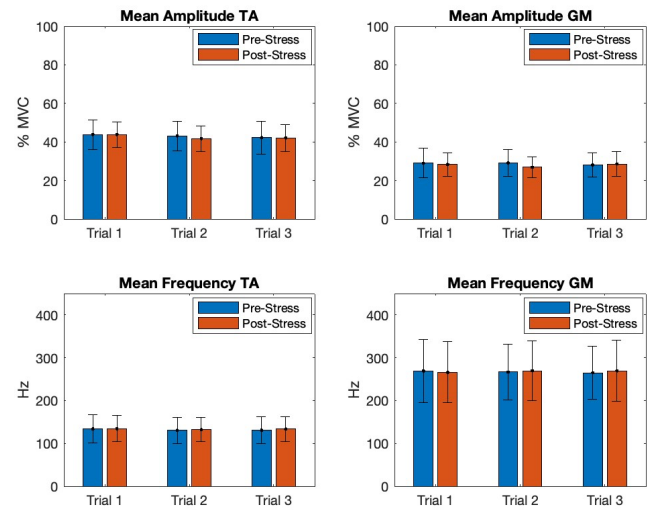 Mean Amplitude TA
100
80
60
40
20
0
% MVC
Pre-Stress
Post-Stress
Trial 1 Trial 2 Trial 3
Mean Amplitude GM
100
80
60
40
20
0
% MVC
Pre-Stress
Post-Stress
Trial 1 Trial 2 Trial 3
Mean Frequency TA
400
300
200
100
0
Hz
Pre-Stress
Post-Stress
Trial 1 Trial 2 Trial 3
Mean Frequency GM
400
300
200
100
0
Hz
Pre-Stress
Post-Stress
Trial 1 Trial 2 Trial 3